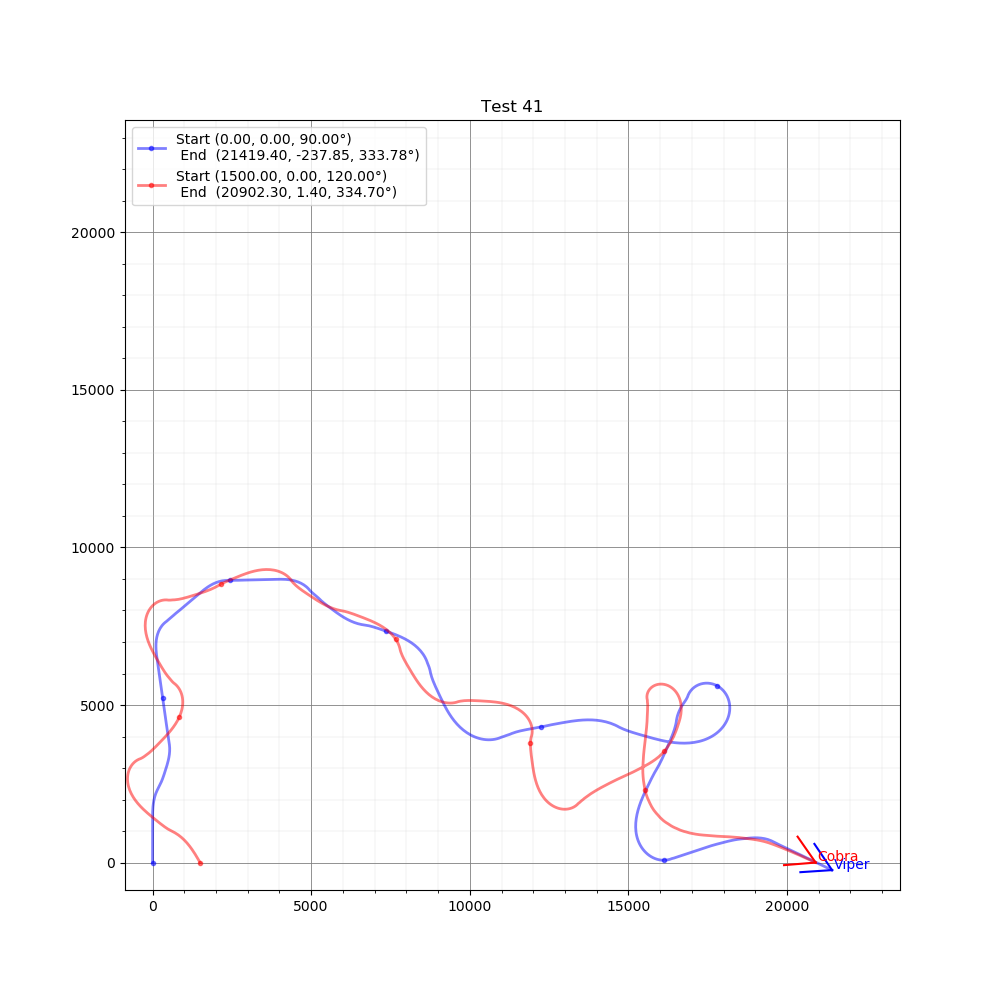 Test 41
Start (0.00, 0.00, 90.00°)
End (21419.40, -237.85, 333.78°)
Start (1500.00, 0.00, 120.00°)
End (20902.30, 1.40, 334.70°)
20000
15000
10000
5000
0
Cobra
Viper
0 5000 10000 15000 20000